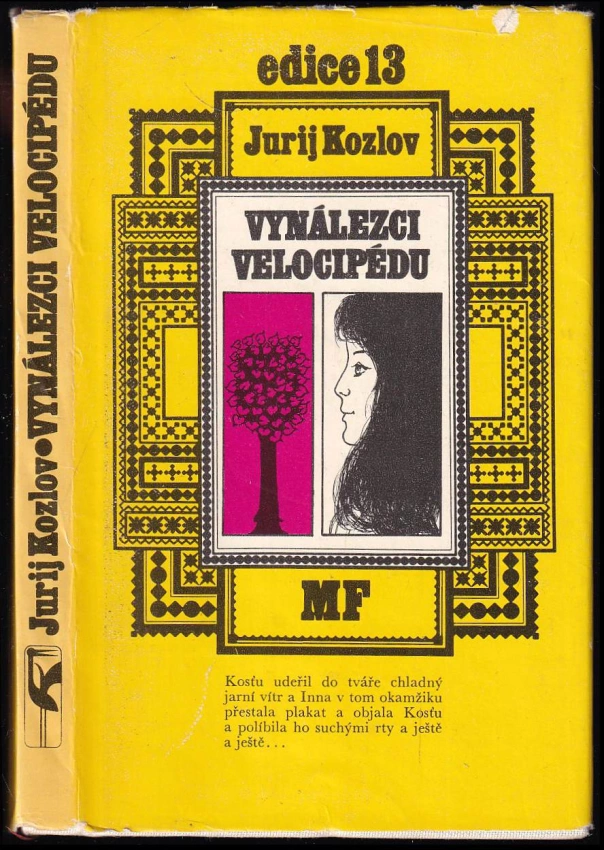 Jurij Kozlov • VYNÁLEZCI VELOCIPÉDU
edice 13
Jurij Kozlov
VYNÁLEZCI
VELOCIPÉDU
MF
Kosťu udeřil do tváře chladný
jarní vítr a Inna v tom okamžiku
přestala plakat a objala Kosťu
a políbila ho suchými rty a ještě
a ještě...